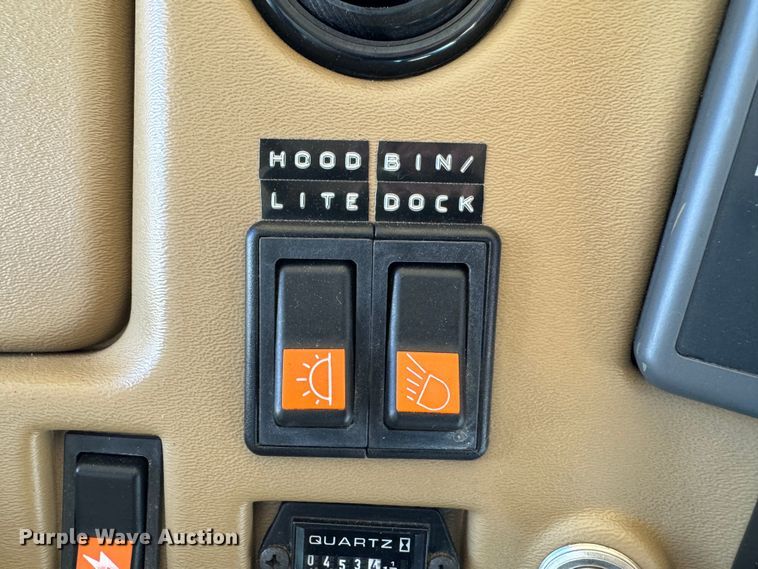 HOOD BIN/
LITE DOCK
QUARTZ
Purple Wave Auction